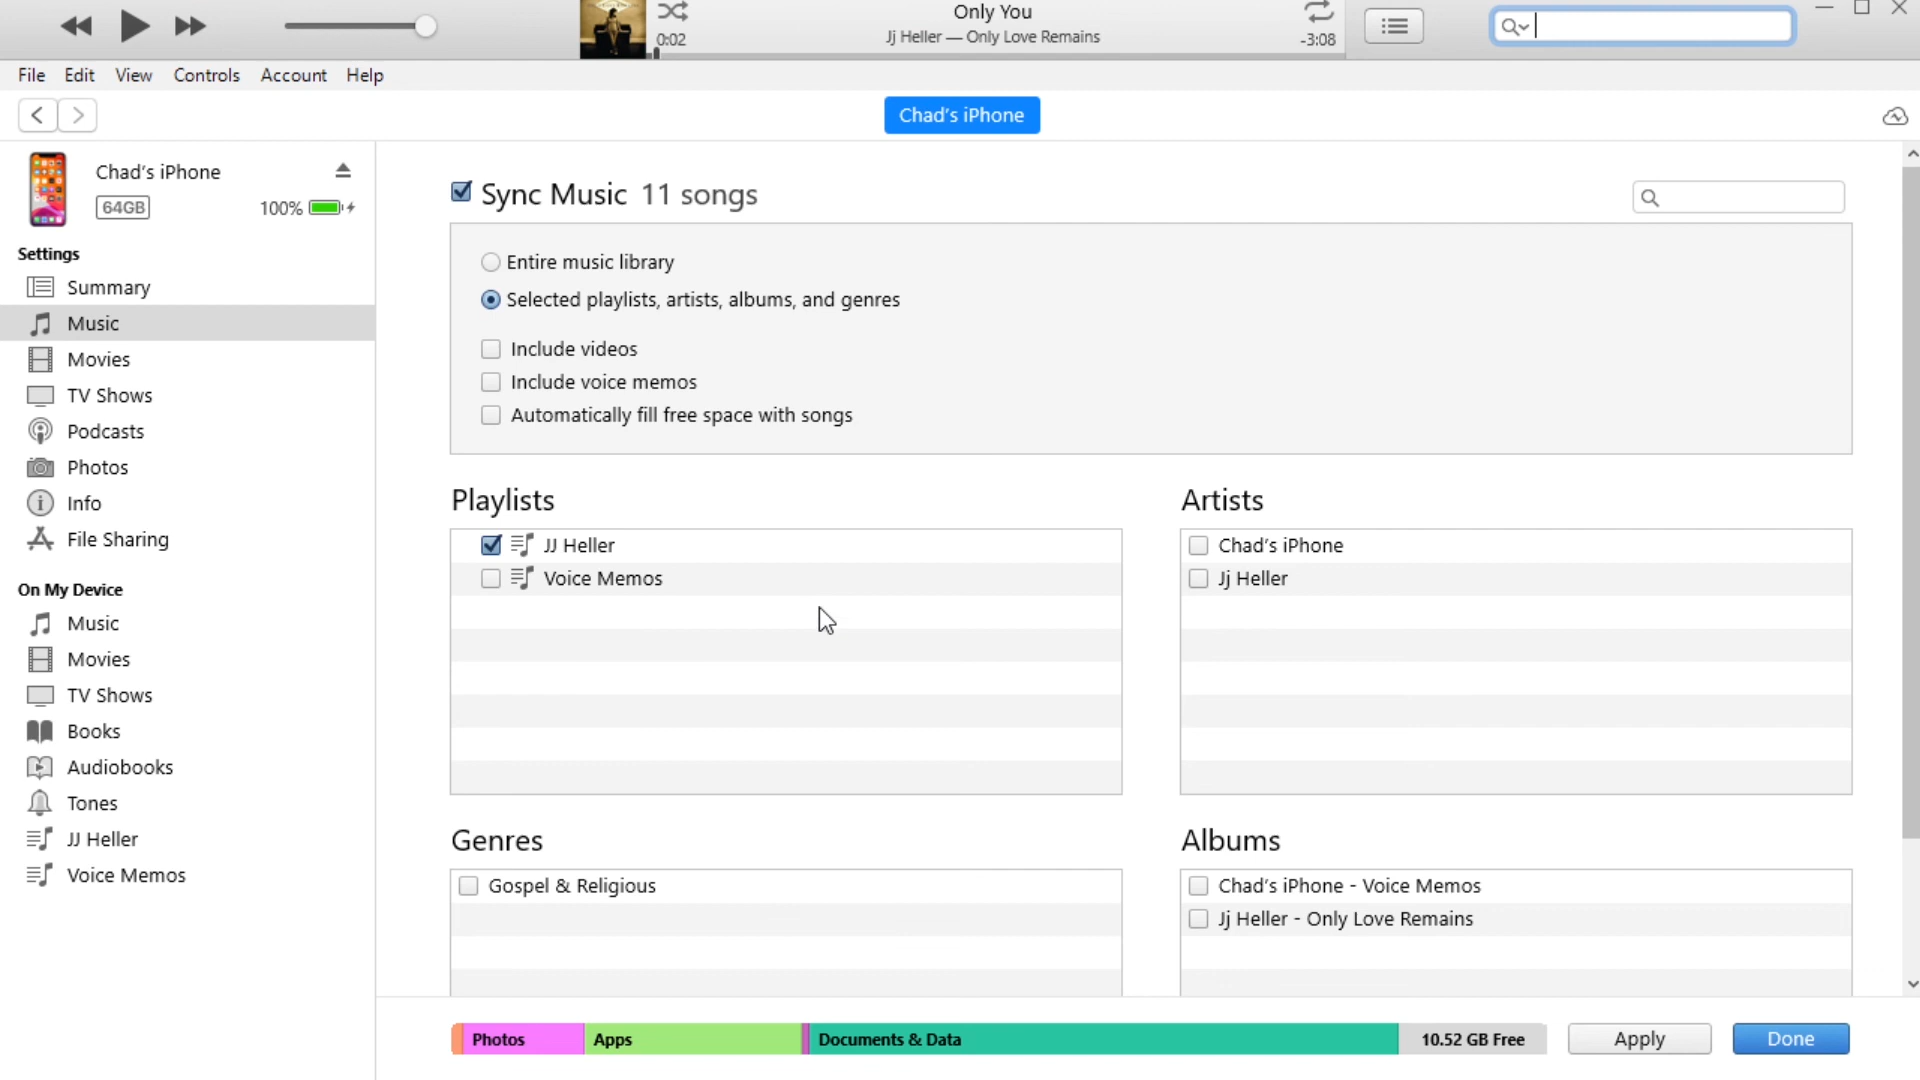 Only You
0:02
Jj Heller — Only Love Remains
-3:08
File Edit View Controls Account Help
Chad's iPhone
Chad's iPhone
64GB
100%
Settings
Summary
Music
Movies
TV Shows
Podcasts
Photos
Info
File Sharing
On My Device
Music
Movies
TV Shows
Books
Audiobooks
Tones
JJ Heller
Voice Memos
Sync Music 11 songs
Entire music library
Selected playlists, artists, albums, and genres
Include videos
Include voice memos
Automatically fill free space with songs
Playlists
JJ Heller
Voice Memos
Artists
Chad's iPhone
Jj Heller
Genres
Gospel & Religious
Albums
Chad's iPhone - Voice Memos
Jj Heller - Only Love Remains
Photos Apps Documents & Data 10.52 GB Free Apply Done